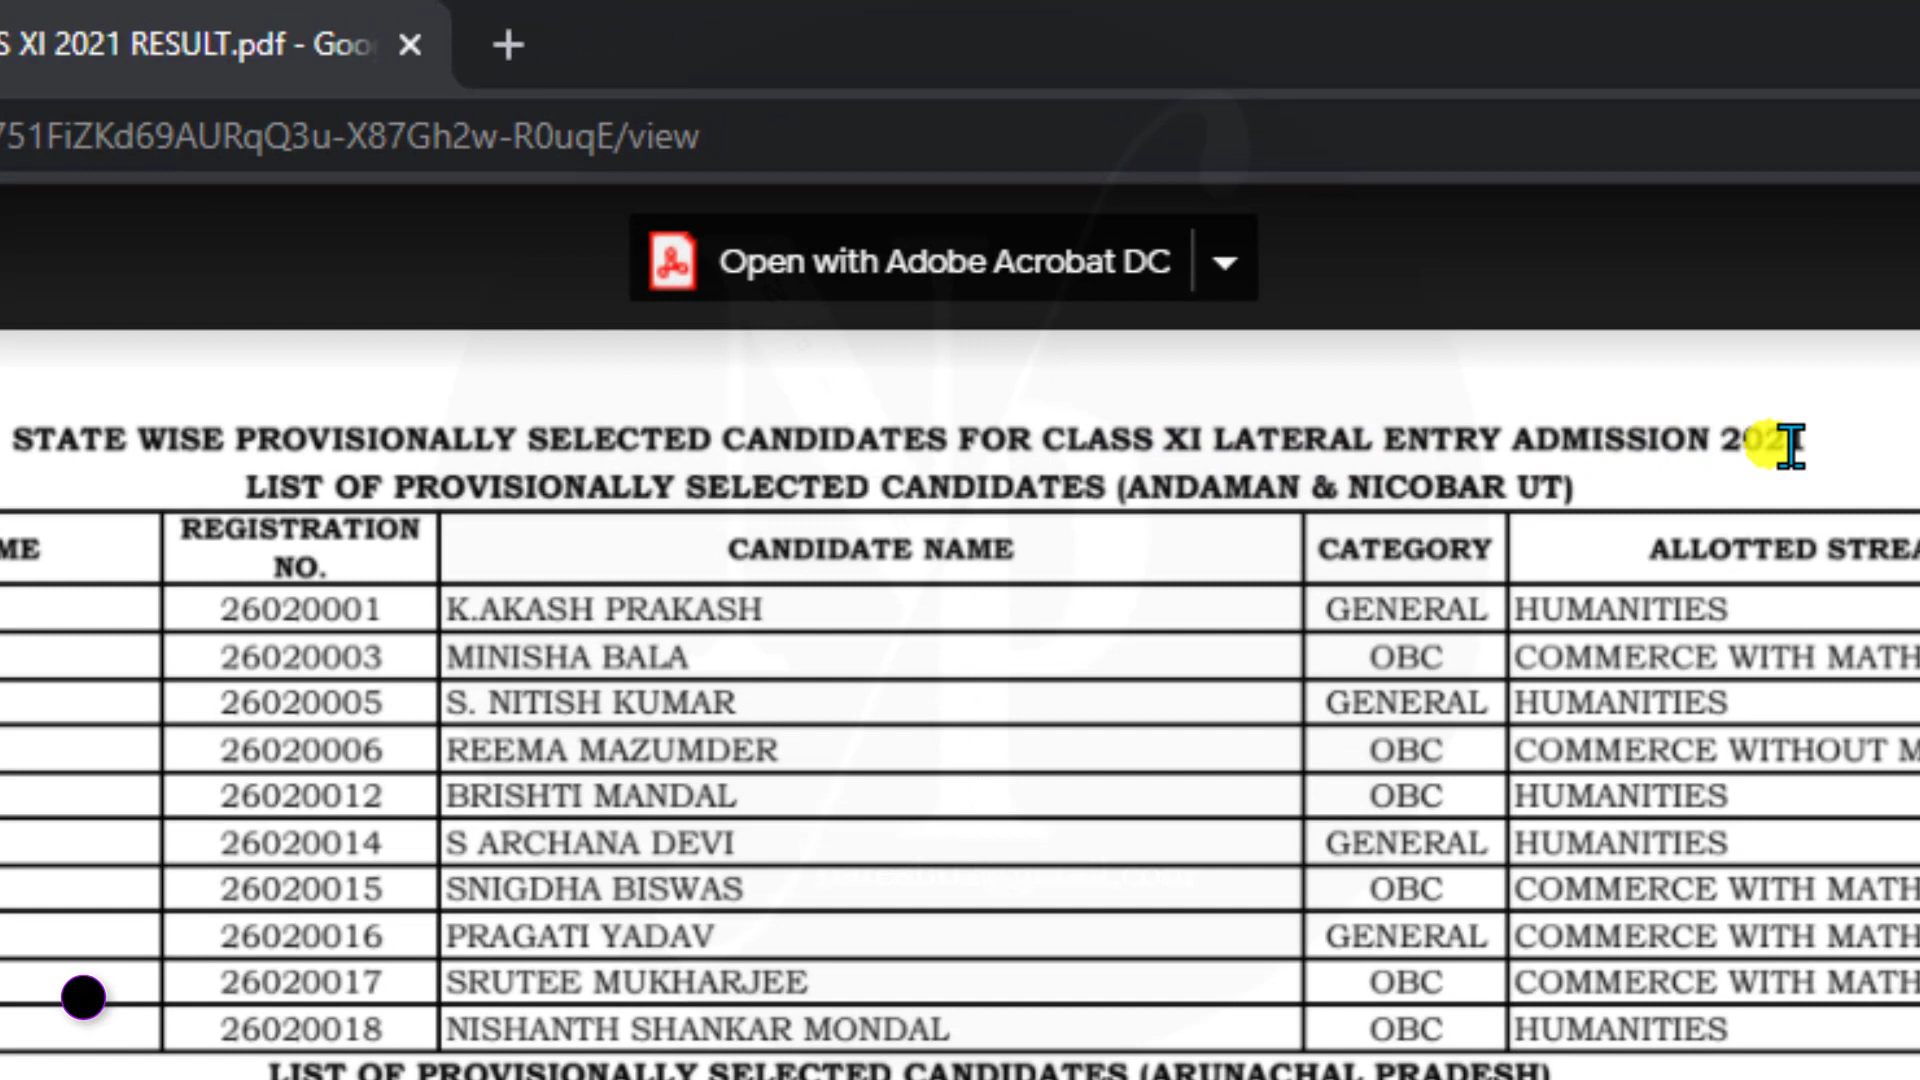 S XI 2021 RESULT.pdf - Goo
751FiZKd69AURqQ3u-X87Gh2w-R0uqE/view
Open with Adobe Acrobat DC
STATE WISE PROVISIONALLY SELECTED CANDIDATES FOR CLASS XI LATERAL ENTRY ADMISSION 2021
LIST OF PROVISIONALLY SELECTED CANDIDATES (ANDAMAN & NICOBAR UT)
ME REGISTRATION NO. CANDIDATE NAME CATEGORY ALLOTTED STREA
26020001 K.AKASH PRAKASH GENERAL HUMANITIES
26020003 MINISHA BALA OBC COMMERCE WITH MATH
26020005 S. NITISH KUMAR GENERAL HUMANITIES
26020006 REEMA MAZUMDER OBC COMMERCE WITHOUT M
26020012 BRISHTI MANDAL OBC HUMANITIES
26020014 S ARCHANA DEVI GENERAL HUMANITIES
26020015 SNIGDHA BISWAS OBC COMMERCE WITH MATH
26020016 PRAGATI YADAV GENERAL COMMERCE WITH MATH
26020017 SRUTEE MUKHARJEE OBC COMMERCE WITH MATH
26020018 NISHANTH SHANKAR MONDAL OBC HUMANITIES
LIST OF PROVISIONALLY SELECTED CANDIDATES (ARUNACHAL PRADESH)